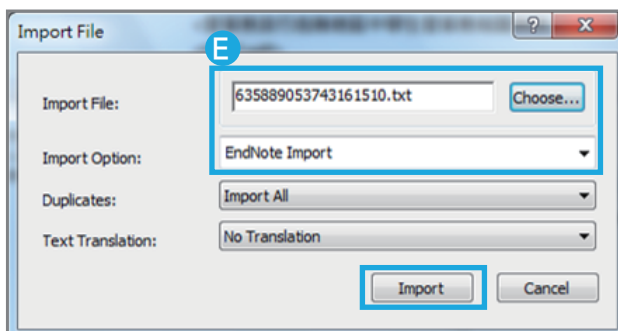 Import File
E
Import File: 635889053743161510.txt Choose...
Import Option: EndNote Import
Duplicates: Import All
Text Translation: No Translation
Import Cancel